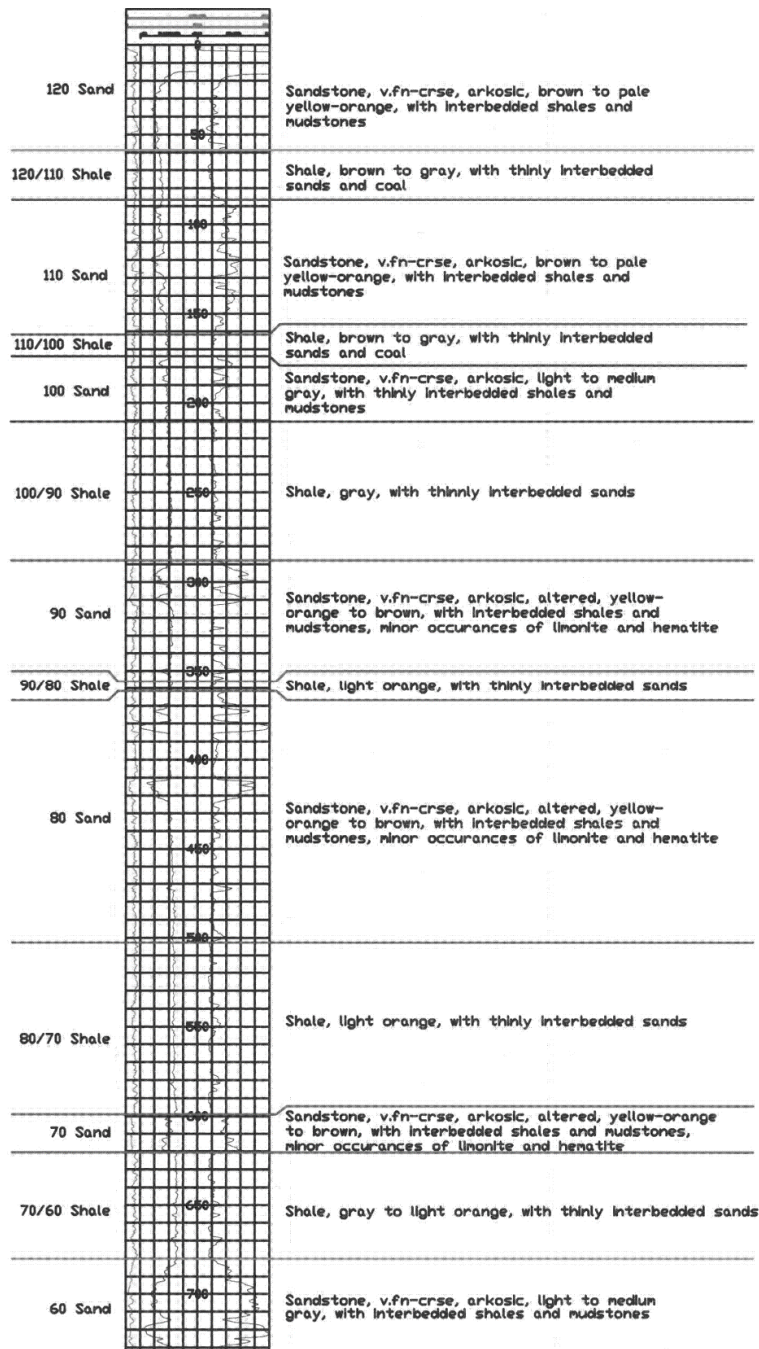 0
120 Sand
Sandstone, v.fn-crse, arkosic, brown to pale
yellow-orange, with interbedded shales and
mudstones
50
120/110 Shale
Shale, brown to gray, with thinly interbedded
sands and coal
100
110 Sand
Sandstone, v.fn-crse, arkosic, brown to pale
yellow-orange, with interbedded shales and
mudstones
150
110/100 Shale
Shale, brown to gray, with thinly interbedded
sands and coal
100 Sand
Sandstone, v.fn-crse, arkosic, light to medium
gray, with thinly interbedded shales and
mudstones
200
100/90 Shale
250
Shale, gray, with thinnly interbedded sands
300
90 Sand
Sandstone, v.fn-crse, arkosic, altered, yellow-
orange to brown, with interbedded shales and
mudstones, minor occurances of limonite and hematite
350
90/80 Shale
Shale, light orange, with thinly interbedded sands
400
80 Sand
Sandstone, v.fn-crse, arkosic, altered, yellow-
orange to brown, with interbedded shales and
mudstones, minor occurances of limonite and hematite
450
500
80/70 Shale
550
Shale, light orange, with thinly interbedded sands
600
70 Sand
Sandstone, v.fn-crse, arkosic, altered, yellow-orange
to brown, with interbedded shales and mudstones,
minor occurances of limonite and hematite
650
70/60 Shale
Shale, gray to light orange, with thinly interbedded sands
700
60 Sand
Sandstone, v.fn-crse, arkosic, light to medium
gray, with interbedded shales and mudstones